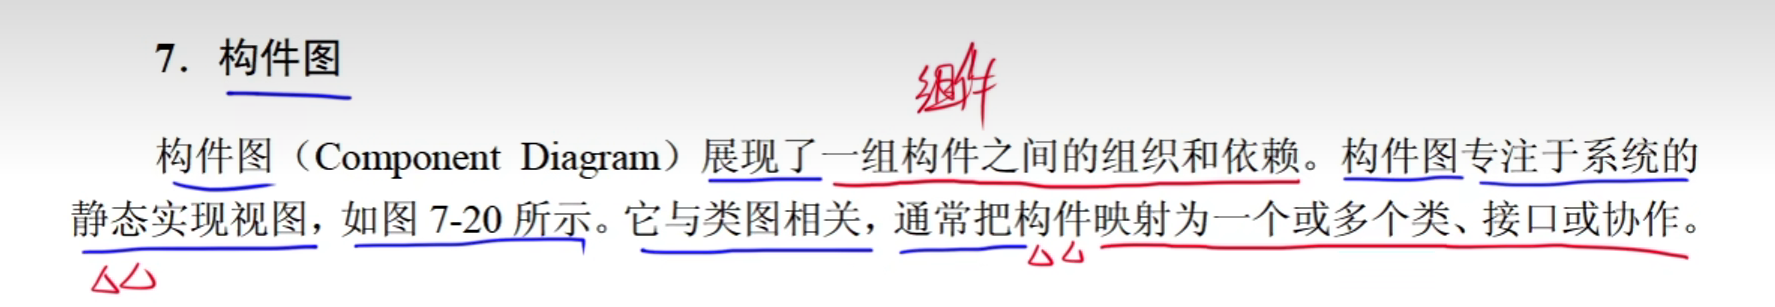 7．构件图
组件
构件图（Component Diagram）展现了一组构件之间的组织和依赖。构件图专注于系统的
静态实现视图，如图 7-20 所示。它与类图相关，通常把构件映射为一个或多个类、接口或协作。